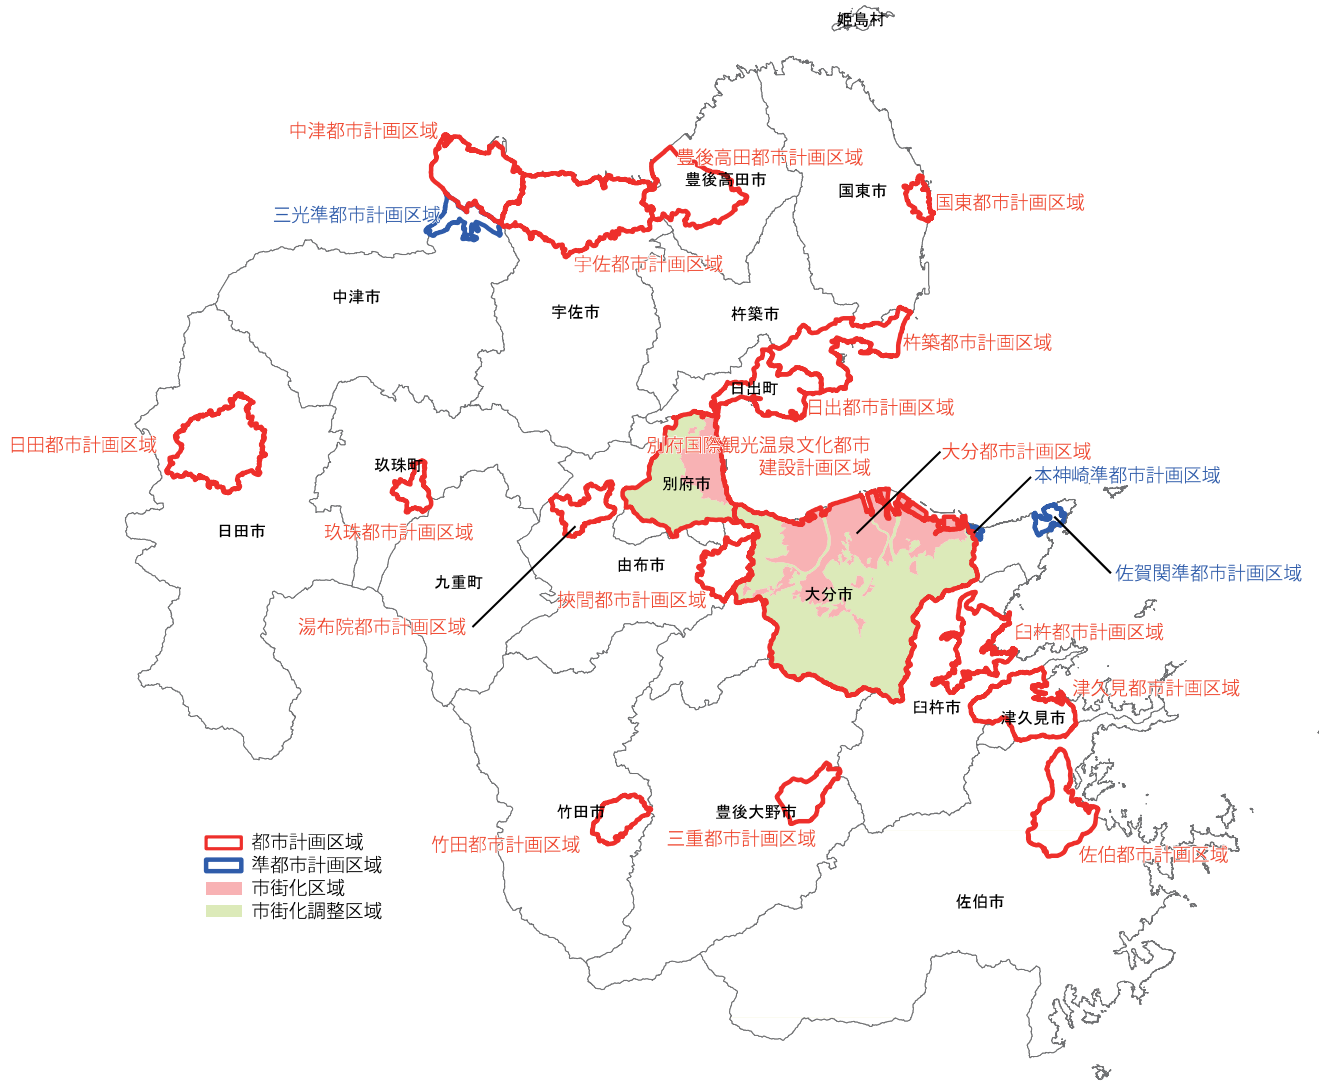 姫島村
中津都市計画区域
豊後高田都市計画区域
豊後高田市
国東市
国東都市計画区域
三光準都市計画区域
宇佐都市計画区域
中津市
宇佐市
杵築市
杵築都市計画区域
日出町
日出都市計画区域
日田都市計画区域
別府国際観光温泉文化都市
建設計画区域
大分都市計画区域
玖珠町
本神崎準都市計画区域
別府市
日田市
玖珠都市計画区域
由布市
佐賀関準都市計画区域
九重町
大分市
挾間都市計画区域
湯布院都市計画区域
臼杵都市計画区域
津久見都市計画区域
臼杵市
津久見市
竹田市
豊後大野市
竹田都市計画区域
三重都市計画区域
佐伯都市計画区域
佐伯市
都市計画区域
準都市計画区域
市街化区域
市街化調整区域